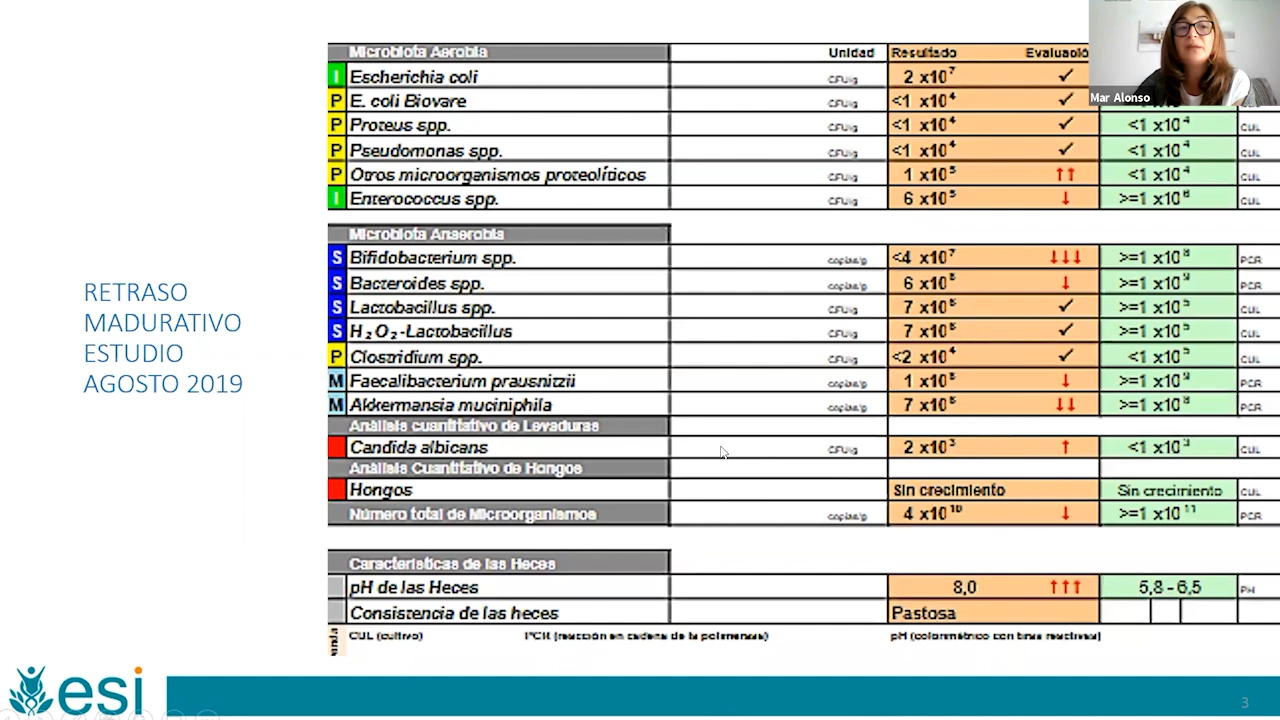 Microbiota Aerobia Unidad Resultado Evaluació
I Escherichia coli CFU/g 2 x10⁷ ✓
P E. coli Biovare CFU/g <1 x10⁴ ✓
Mar Alonso
P Proteus spp. CFU/g <1 x10⁴ ✓ <1 x10⁴ CUL
P Pseudomonas spp. CFU/g <1 x10⁴ ✓ <1 x10⁴ CUL
P Otros microorganismos proteolíticos CFU/g 1 x10⁵ ↑↑ <1 x10⁴ CUL
I Enterococcus spp. CFU/g 6 x10⁵ ↓ >=1 x10⁶ CUL
Microbiota Anaerobia
S Bifidobacterium spp. copias/g <4 x10⁷ ↓↓↓ >=1 x10⁸ PCR
S Bacteroides spp. copias/g 6 x10⁸ ↓ >=1 x10⁹ PCR
S Lactobacillus spp. CFU/g 7 x10⁶ ✓ >=1 x10⁵ CUL
S H₂O₂-Lactobacillus CFU/g 7 x10⁶ ✓ >=1 x10⁵ CUL
P Clostridium spp. CFU/g <2 x10⁴ ✓ <1 x10⁵ CUL
M Faecalibacterium prausnitzii copias/g 1 x10⁸ ↓ >=1 x10⁹ PCR
M Akkermansia muciniphila copias/g 7 x10⁶ ↓↓ >=1 x10⁸ PCR
Análisis cuantitativo de Levaduras
Candida albicans CFU/g 2 x10³ ↑ <1 x10³ CUL
Análisis Cuantitativo de Hongos
Hongos Sin crecimiento Sin crecimiento CUL
Número total de Microorganismos copias/g 4 x10¹⁰ ↓ >=1 x10¹¹ PCR
Características de las Heces
pH de las Heces 8,0 ↑↑↑ 5,8 - 6,5 PH
Consistencia de las heces Pastosa
CUL (cultivo) PCR (reacción en cadena de la polimerasa) pH (colorimétrico con tiras reactivas)
RETRASO
MADURATIVO
ESTUDIO
AGOSTO 2019
esi
3